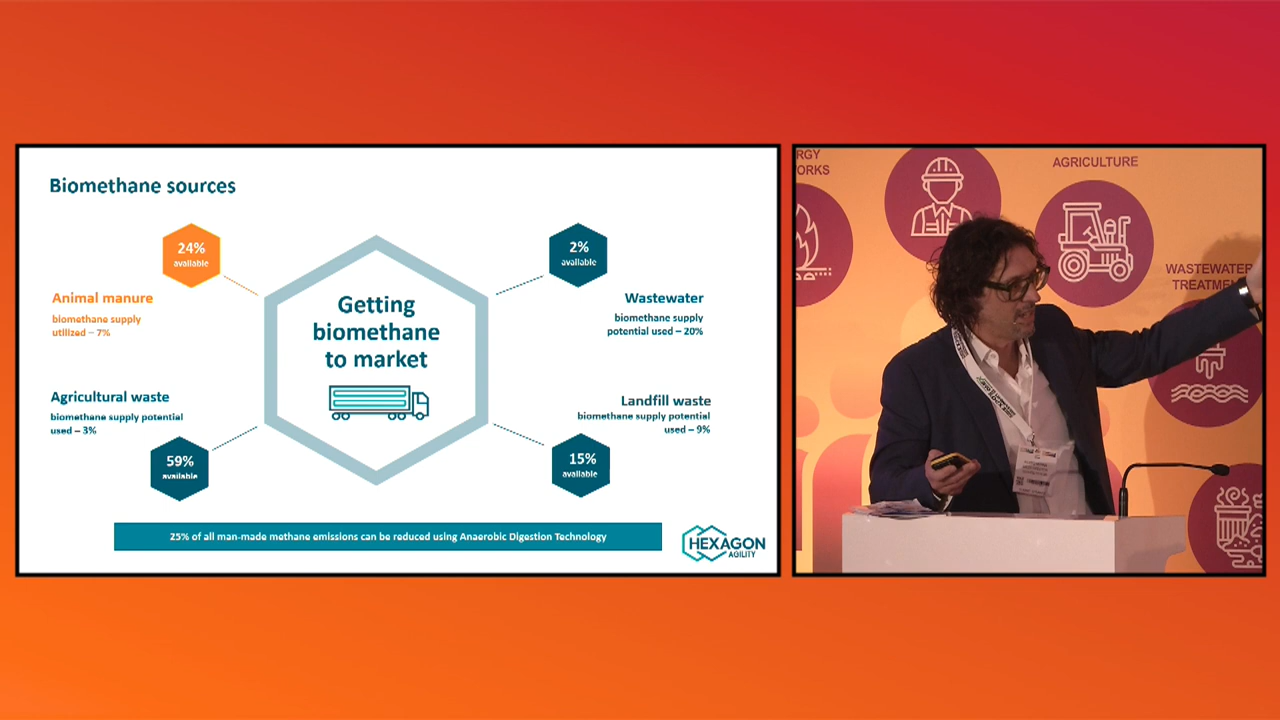 Biomethane sources
24%
available
Animal manure
biomethane supply
utilized – 7%
Agricultural waste
biomethane supply potential
used – 3%
59%
available
Getting
biomethane
to market
2%
available
Wastewater
biomethane supply
potential used – 20%
Landfill waste
biomethane supply potential
used – 9%
15%
available
25% of all man-made methane emissions can be reduced using Anaerobic Digestion Technology
HEXAGON
AGILITY
RGY
ORKS
AGRICULTURE
WASTEWATER
TREATMEN